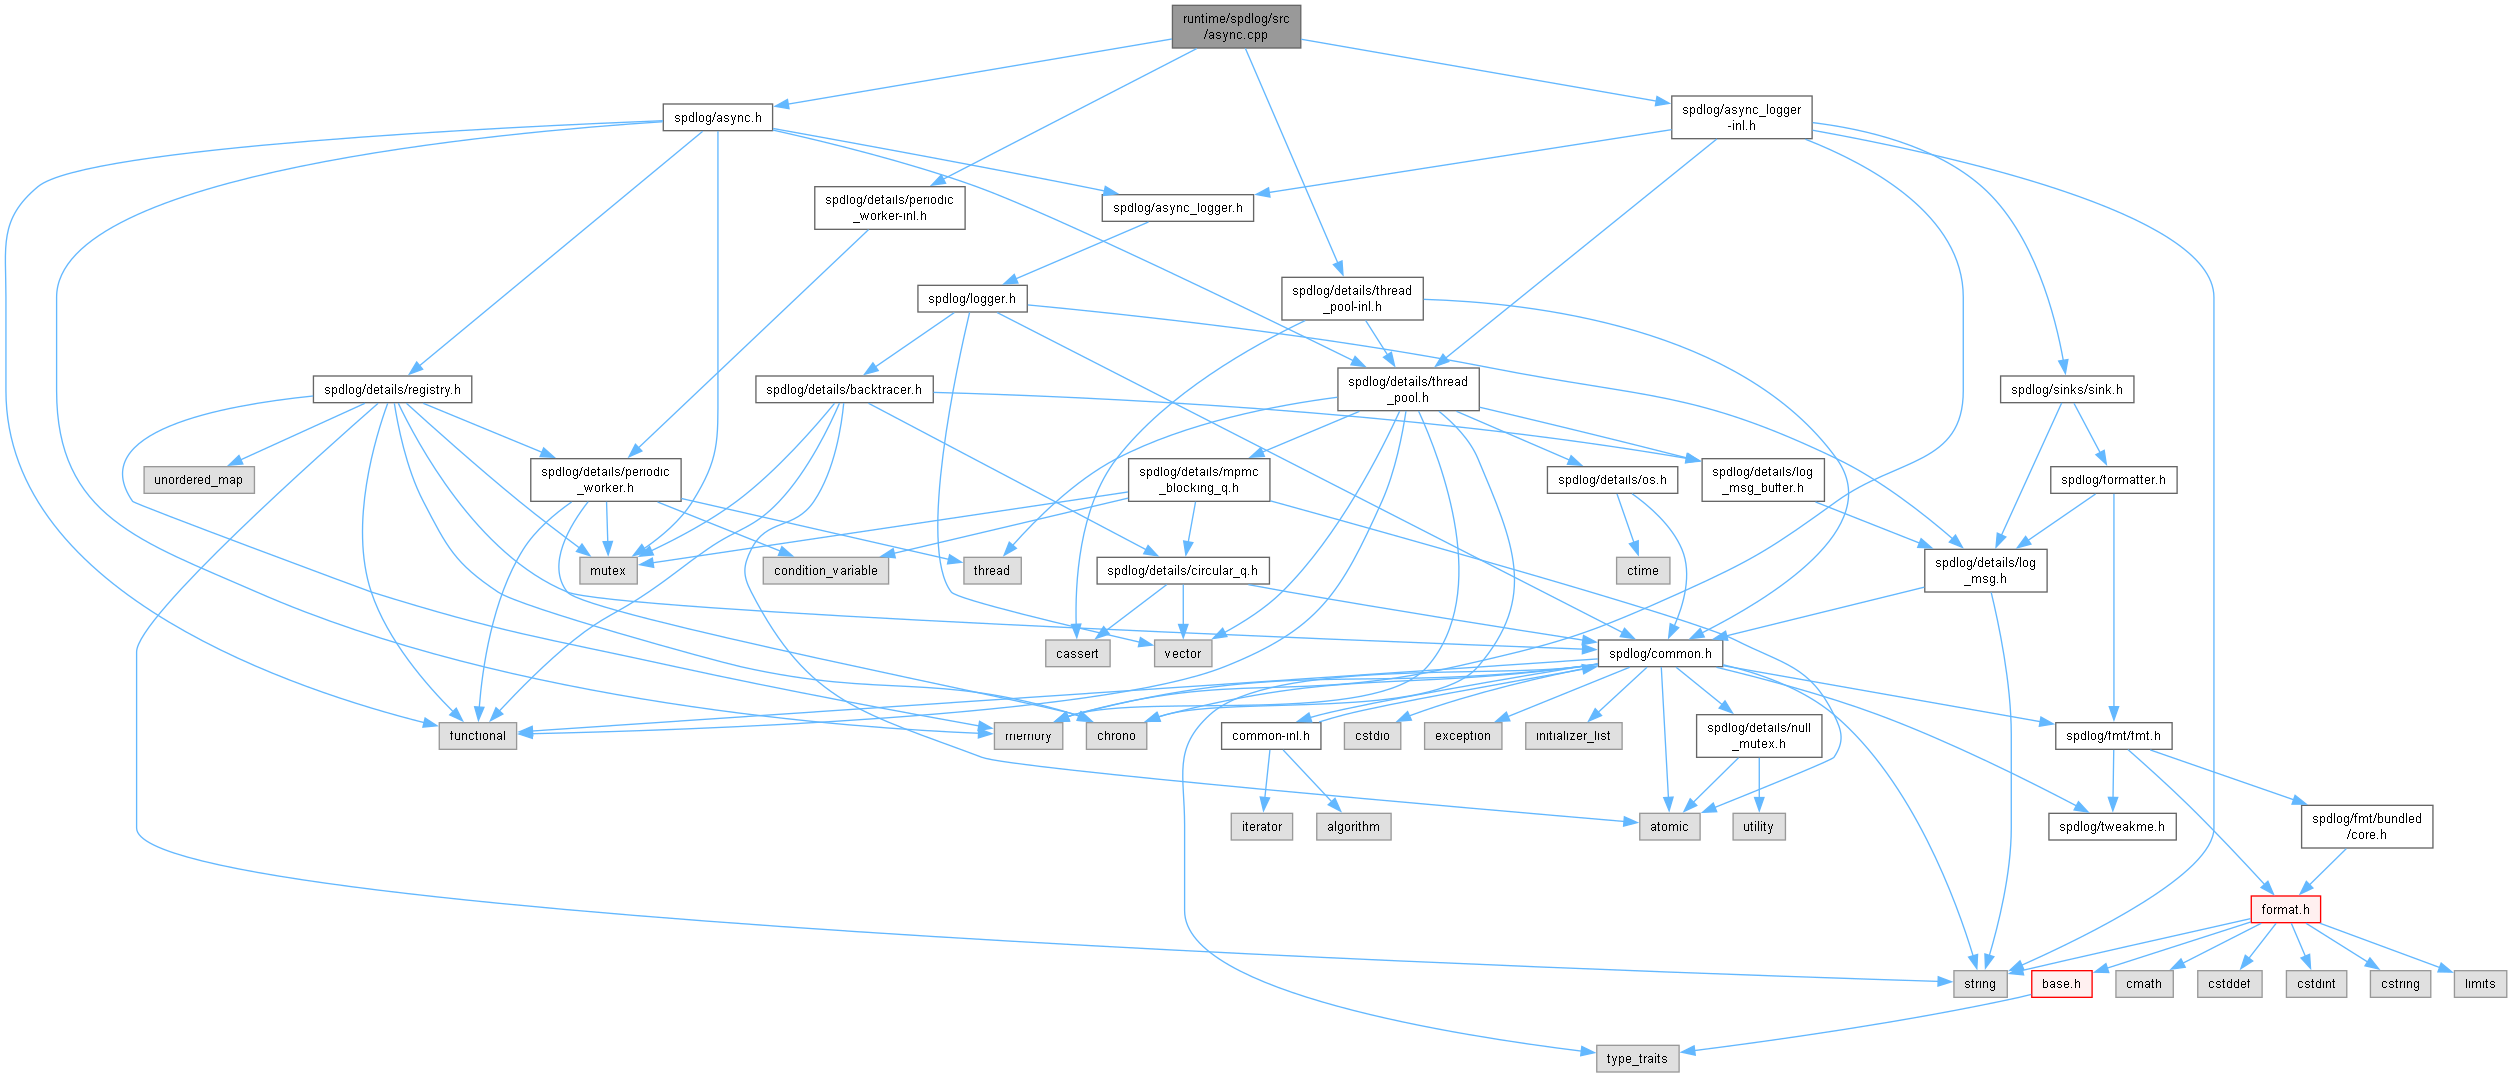 runtime/spdlog/src
/async.cpp
spdlog/async.h
spdlog/async_logger
-inl.h
spdlog/details/periodic
_worker-inl.h
spdlog/async_logger.h
spdlog/logger.h
spdlog/details/thread
_pool-inl.h
spdlog/details/registry.h
spdlog/details/backtracer.h
spdlog/details/thread
_pool.h
spdlog/sinks/sink.h
unordered_map
spdlog/details/periodic
_worker.h
spdlog/details/mpmc
_blocking_q.h
spdlog/details/os.h
spdlog/details/log
_msg_buffer.h
spdlog/formatter.h
mutex
condition_variable
thread
spdlog/details/circular_q.h
ctime
spdlog/details/log
_msg.h
cassert
vector
spdlog/common.h
functional
memory
chrono
common-inl.h
cstdio
exception
initializer_list
spdlog/details/null
_mutex.h
spdlog/fmt/fmt.h
iterator
algorithm
atomic
utility
spdlog/tweakme.h
spdlog/fmt/bundled
/core.h
format.h
string
base.h
cmath
cstddef
cstdint
cstring
limits
type_traits